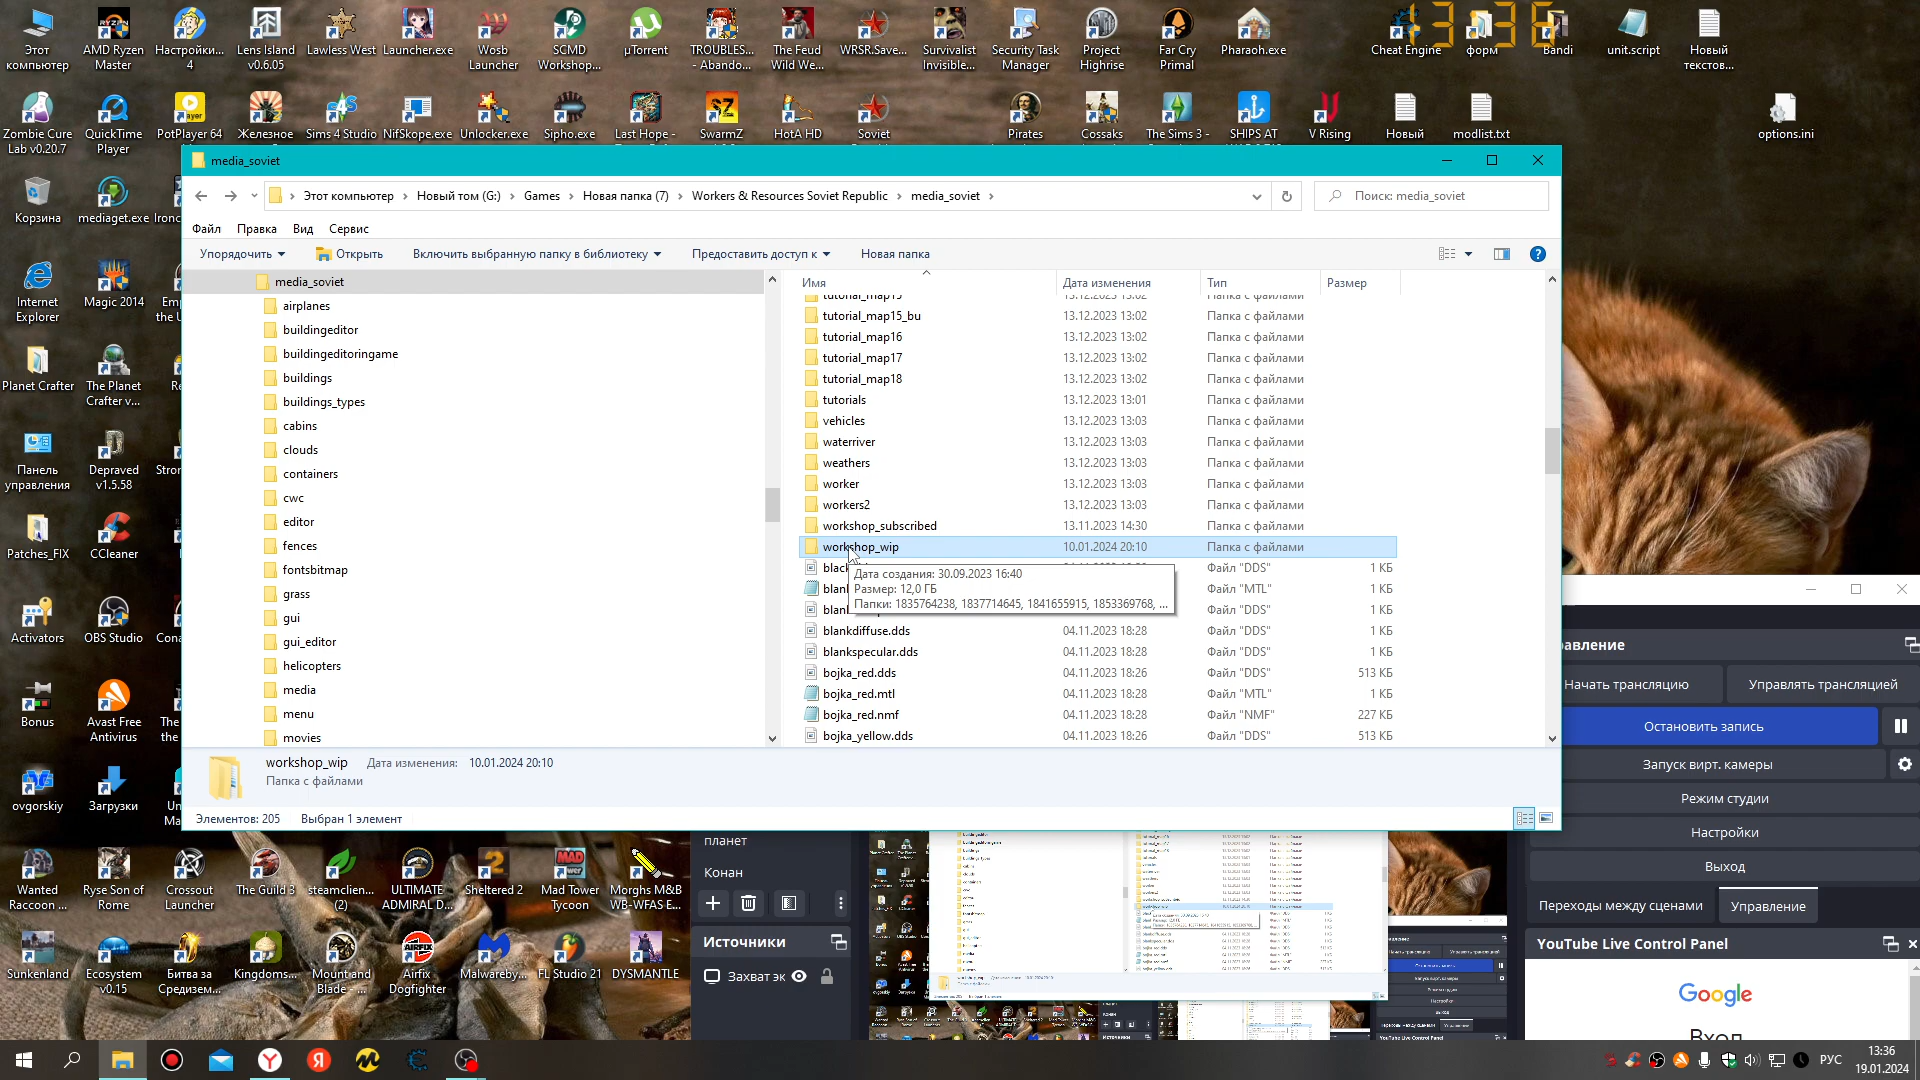 Этот
компьютер
AMD Ryzen
Master
Настройки...
4
Lens Island
v0.6.05
Lawless West
Launcher.exe
Wosb
Launcher
SCMD
Workshop...
µTorrent
TROUBLES...
- Abando...
The Feud
Wild We...
WRSR.Save...
Survivalist
Invisible...
Security Task
Manager
Project
Highrise
Far Cry
Primal
Pharaoh.exe
Cheat Engine
форм
Bandi
unit.script
Новый
текстов...
13 36
Zombie Cure
Lab v0.20.7
QuickTime
Player
PotPlayer 64
Железное
Sims 4 Studio
NifSkope.exe
Unlocker.exe
Sipho.exe
Last Hope -
SwarmZ
HotA HD
Soviet
Pirates
Cossaks
The Sims 3 -
SHIPS AT
V Rising
Новый
modlist.txt
options.ini
Корзина
mediaget.exe
Internet
Explorer
Magic 2014
Planet Crafter
The Planet
Crafter v...
Панель
управления
Depraved
v1.5.58
Patches_FIX
CCleaner
Activators
OBS Studio
Bonus
Avast Free
Antivirus
ovgorskiy
Загрузки
Wanted
Raccoon ...
Ryse Son of
Rome
Crossout
Launcher
The Guild 3
steamclien...
(2)
ULTIMATE
ADMIRAL D...
Sheltered 2
Mad Tower
Tycoon
Morghs M&B
WB-WFAS E...
Sunkenland
Ecosystem
v0.15
Битва за
Средизем...
Kingdoms...
Mount and
Blade - ...
Airfix
Dogfighter
Malwareby...
FL Studio 21
DYSMANTLE
media_soviet
Этот компьютер
Новый том (G:)
Games
Новая папка (7)
Workers & Resources Soviet Republic
media_soviet
Поиск: media_soviet
Файл
Правка
Вид
Сервис
Упорядочить
Открыть
Включить выбранную папку в библиотеку
Предоставить доступ к
Новая папка
media_soviet
airplanes
buildingeditor
buildingeditoringame
buildings
buildings_types
cabins
clouds
containers
cwc
editor
fences
fontsbitmap
grass
gui
gui_editor
helicopters
media
menu
movies
Имя Дата изменения Тип Размер
tutorial_map15 13.12.2023 13:02 Папка с файлами
tutorial_map15_bu 13.12.2023 13:02 Папка с файлами
tutorial_map16 13.12.2023 13:02 Папка с файлами
tutorial_map17 13.12.2023 13:02 Папка с файлами
tutorial_map18 13.12.2023 13:02 Папка с файлами
tutorials 13.12.2023 13:01 Папка с файлами
vehicles 13.12.2023 13:03 Папка с файлами
waterriver 13.12.2023 13:03 Папка с файлами
weathers 13.12.2023 13:03 Папка с файлами
worker 13.12.2023 13:03 Папка с файлами
workers2 13.12.2023 13:03 Папка с файлами
workshop_subscribed 13.11.2023 14:30 Папка с файлами
workshop_wip 10.01.2024 20:10 Папка с файлами
Файл "DDS" 1 КБ
Файл "MTL" 1 КБ
Файл "DDS" 1 КБ
Дата создания: 30.09.2023 16:40
Размер: 12,0 ГБ
Папки: 1835764238, 1837714645, 1841655915, 1853369768, ...
blankdiffuse.dds 04.11.2023 18:28 Файл "DDS" 1 КБ
blankspecular.dds 04.11.2023 18:28 Файл "DDS" 1 КБ
bojka_red.dds 04.11.2023 18:26 Файл "DDS" 513 КБ
bojka_red.mtl 04.11.2023 18:28 Файл "MTL" 1 КБ
bojka_red.nmf 04.11.2023 18:28 Файл "NMF" 227 КБ
bojka_yellow.dds 04.11.2023 18:26 Файл "DDS" 513 КБ
workshop_wip Дата изменения: 10.01.2024 20:10
Папка с файлами
Элементов: 205 Выбран 1 элемент
планет
Конан
Источники
Захват эк
Начать трансляцию
Управлять трансляцией
Остановить запись
Запуск вирт. камеры
Режим студии
Настройки
Выход
Переходы между сценами
Управление
YouTube Live Control Panel
Google
Вход
РУС
13:36
19.01.2024